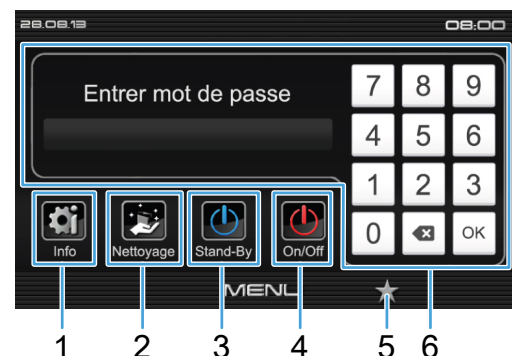 28.08.13 08:00
Entrer mot de passe
7 8 9
4 5 6
1 2 3
0 OK
Info Nettoyage Stand-By On/Off
MENU
1 2 3 4 5 6